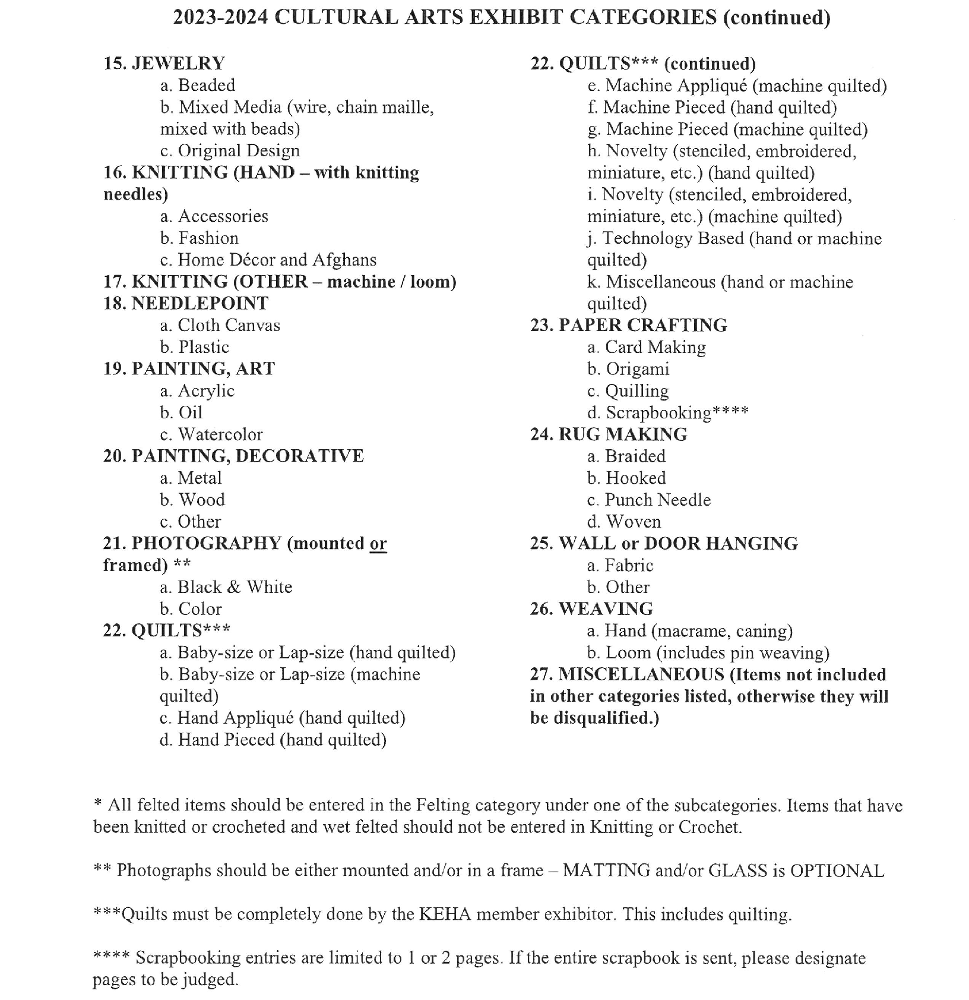 2023-2024 CULTURAL ARTS EXHIBIT CATEGORIES (continued)
15. JEWELRY
a. Beaded
b. Mixed Media (wire, chain maille,
mixed with beads)
c. Original Design
16. KNITTING (HAND – with knitting
needles)
a. Accessories
b. Fashion
c. Home Décor and Afghans
17. KNITTING (OTHER – machine / loom)
18. NEEDLEPOINT
a. Cloth Canvas
b. Plastic
19. PAINTING, ART
a. Acrylic
b. Oil
c. Watercolor
20. PAINTING, DECORATIVE
a. Metal
b. Wood
c. Other
21. PHOTOGRAPHY (mounted or
framed) **
a. Black & White
b. Color
22. QUILTS***
a. Baby-size or Lap-size (hand quilted)
b. Baby-size or Lap-size (machine
quilted)
c. Hand Appliqué (hand quilted)
d. Hand Pieced (hand quilted)
22. QUILTS*** (continued)
e. Machine Appliqué (machine quilted)
f. Machine Pieced (hand quilted)
g. Machine Pieced (machine quilted)
h. Novelty (stenciled, embroidered,
miniature, etc.) (hand quilted)
i. Novelty (stenciled, embroidered,
miniature, etc.) (machine quilted)
j. Technology Based (hand or machine
quilted)
k. Miscellaneous (hand or machine
quilted)
23. PAPER CRAFTING
a. Card Making
b. Origami
c. Quilling
d. Scrapbooking****
24. RUG MAKING
a. Braided
b. Hooked
c. Punch Needle
d. Woven
25. WALL or DOOR HANGING
a. Fabric
b. Other
26. WEAVING
a. Hand (macrame, caning)
b. Loom (includes pin weaving)
27. MISCELLANEOUS (Items not included
in other categories listed, otherwise they will
be disqualified.)
* All felted items should be entered in the Felting category under one of the subcategories. Items that have
been knitted or crocheted and wet felted should not be entered in Knitting or Crochet.
** Photographs should be either mounted and/or in a frame – MATTING and/or GLASS is OPTIONAL
***Quilts must be completely done by the KEHA member exhibitor. This includes quilting.
**** Scrapbooking entries are limited to 1 or 2 pages. If the entire scrapbook is sent, please designate
pages to be judged.